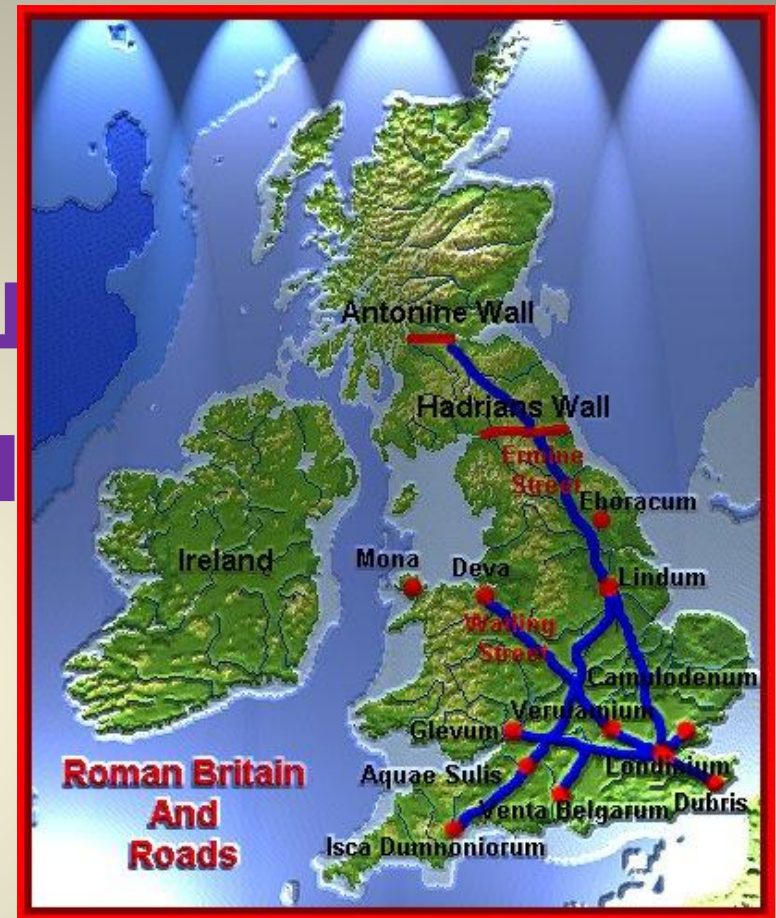 Antonine Wall
Hadrians Wall
Ermine
Street
Eboracum
Ireland
Mona
Deva
Lindum
Watling
Street
Camulodenum
Verulamium
Glevum
Londinium
Aquae Sulis
Venta Belgarum
Dubris
Isca Dumnoniorum
Roman Britain
And
Roads